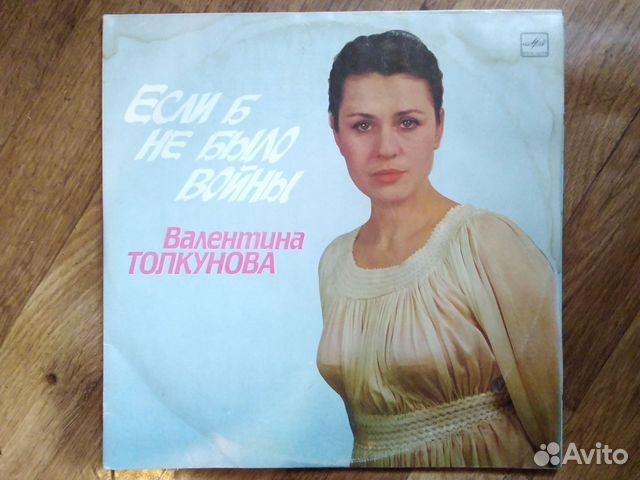 Если б
не было
войны
Валентина
ТОЛКУНОВА
Avito